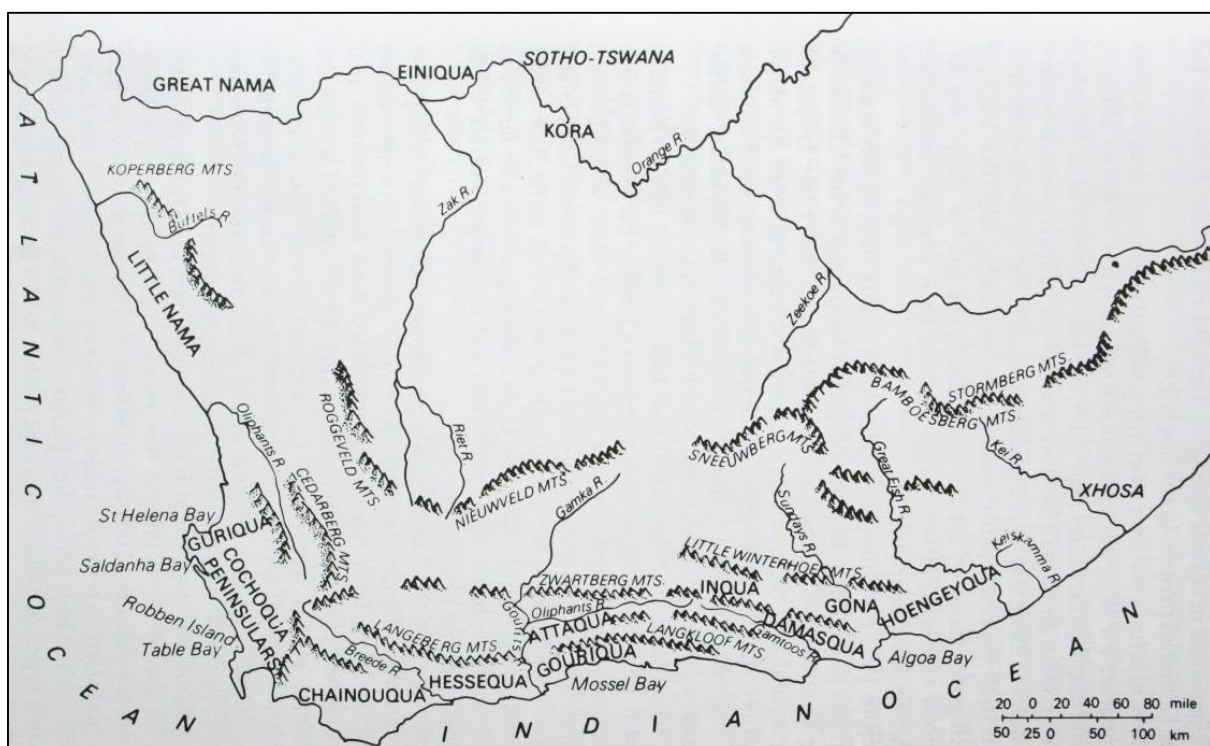 SOTHO-TSWANA
EINIQUA
GREAT NAMA
KORA
Orange R.
KOPERBERG MTS.
Buffels R.
Zak R.
LITTLE NAMA
ATLANTIC OCEAN
Zeekoe R.
STORMBERG MTS.
BAMBOESBERG MTS.
ROGGEVELD MTS.
Oliphants R.
Riet R.
SNEEUWBERG MTS.
Great Fish R.
Kei R.
CEDARBERG MTS.
NIEUWVELD MTS.
Gamka R.
Sundays R.
XHOSA
St Helena Bay
GURIQUA
Saldanha Bay
COCHOQUA
PENINSULARS
LITTLE WINTERHOEK MTS.
Keiskamma R.
ZWARTBERG MTS.
INQUA
HOENGEYQUA
GONA
Robben Island
Table Bay
Gourits
Oliphants R.
ATTAQUA
DAMASQUA
LANGEBERG MTS.
LANGKLOOF MTS.
Gamtoos R.
GOURIQUA
Breede R.
HESSEQUA
CHAINOUQUA
Mossel Bay
Algoa Bay
INDIAN OCEAN
20 0 20 40 60 80 mile
50 25 0 50 100 km